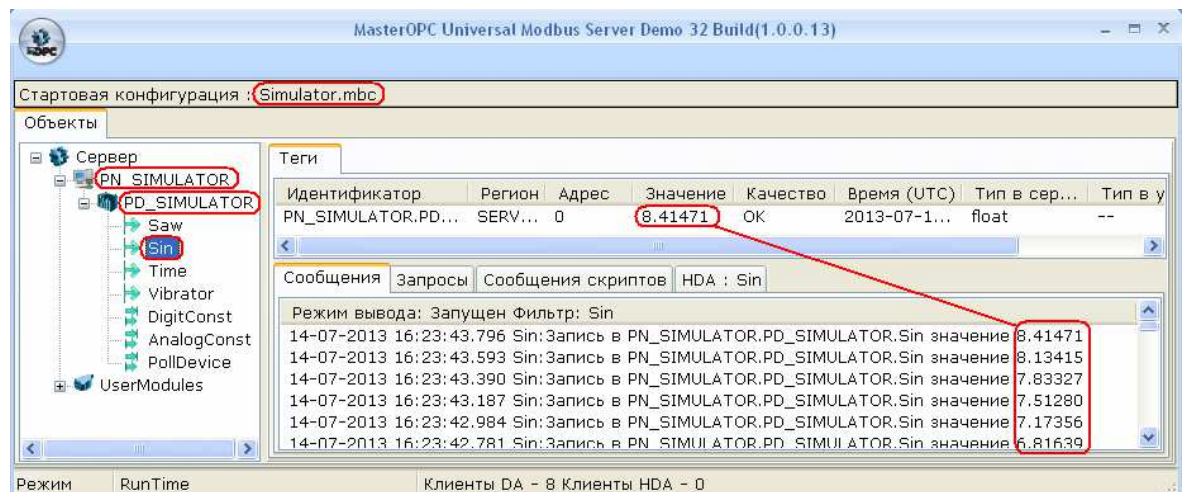 MasterOPC Universal Modbus Server Demo 32 Build(1.0.0.13)
OPC
Стартовая конфигурация : Simulator.mbc
Объекты
Сервер
PN_SIMULATOR
PD_SIMULATOR
Saw
Sin
Time
Vibrator
DigitConst
AnalogConst
PollDevice
UserModules
Теги
Идентификатор Регион Адрес Значение Качество Время (UTC) Тип в сер... Тип в у
PN_SIMULATOR.PD... SERV... 0 8.41471 OK 2013-07-1... float --
Сообщения Запросы Сообщения скриптов HDA : Sin
Режим вывода: Запущен Фильтр: Sin
14-07-2013 16:23:43.796 Sin:Запись в PN_SIMULATOR.PD_SIMULATOR.Sin значение 8.41471
14-07-2013 16:23:43.593 Sin:Запись в PN_SIMULATOR.PD_SIMULATOR.Sin значение 8.13415
14-07-2013 16:23:43.390 Sin:Запись в PN_SIMULATOR.PD_SIMULATOR.Sin значение 7.83327
14-07-2013 16:23:43.187 Sin:Запись в PN_SIMULATOR.PD_SIMULATOR.Sin значение 7.51280
14-07-2013 16:23:42.984 Sin:Запись в PN_SIMULATOR.PD_SIMULATOR.Sin значение 7.17356
14-07-2013 16:23:42.781 Sin:Запись в PN_SIMULATOR.PD_SIMULATOR.Sin значение 6.81639
Режим RunTime Клиенты DA - 8 Клиенты HDA - 0